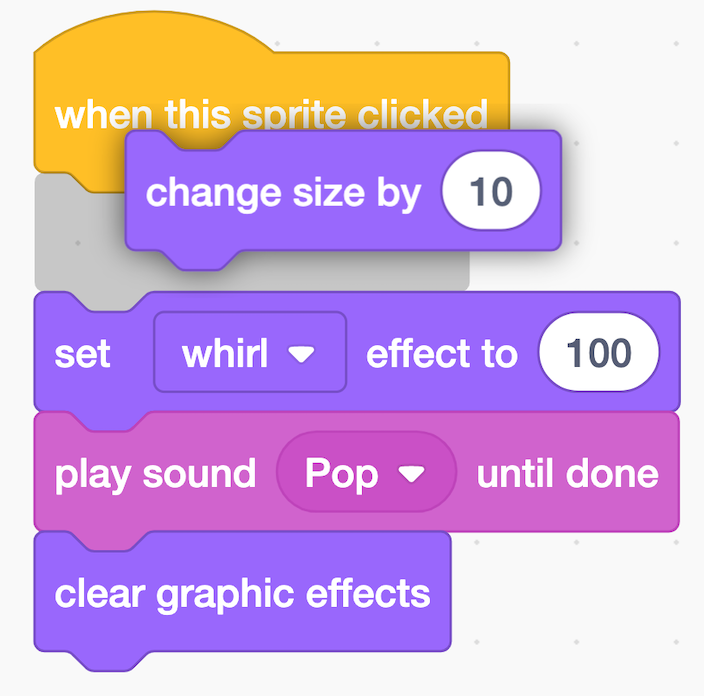 when this sprite clicked
change size by 10
set whirl effect to 100
play sound Pop until done
clear graphic effects